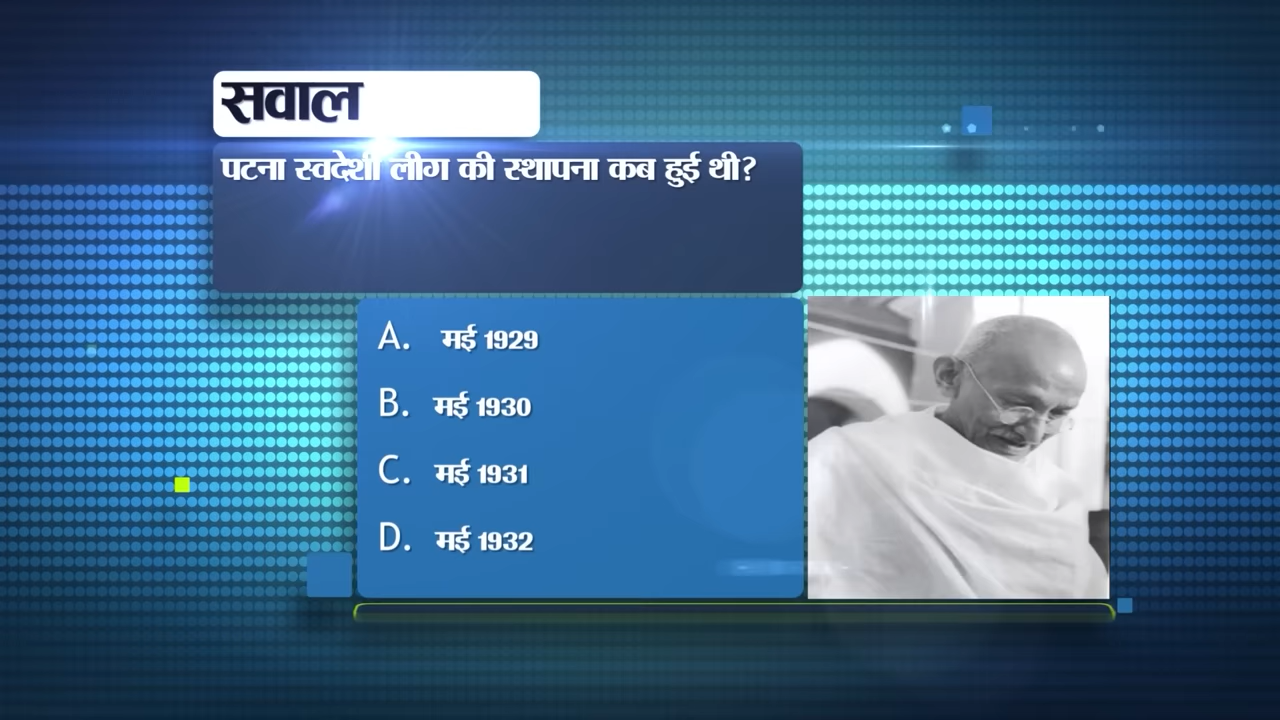 सवाल
पटना स्वदेशी लीग की स्थापना कब हुई थी?
A. मई 1929
B. मई 1930
C. मई 1931
D. मई 1932